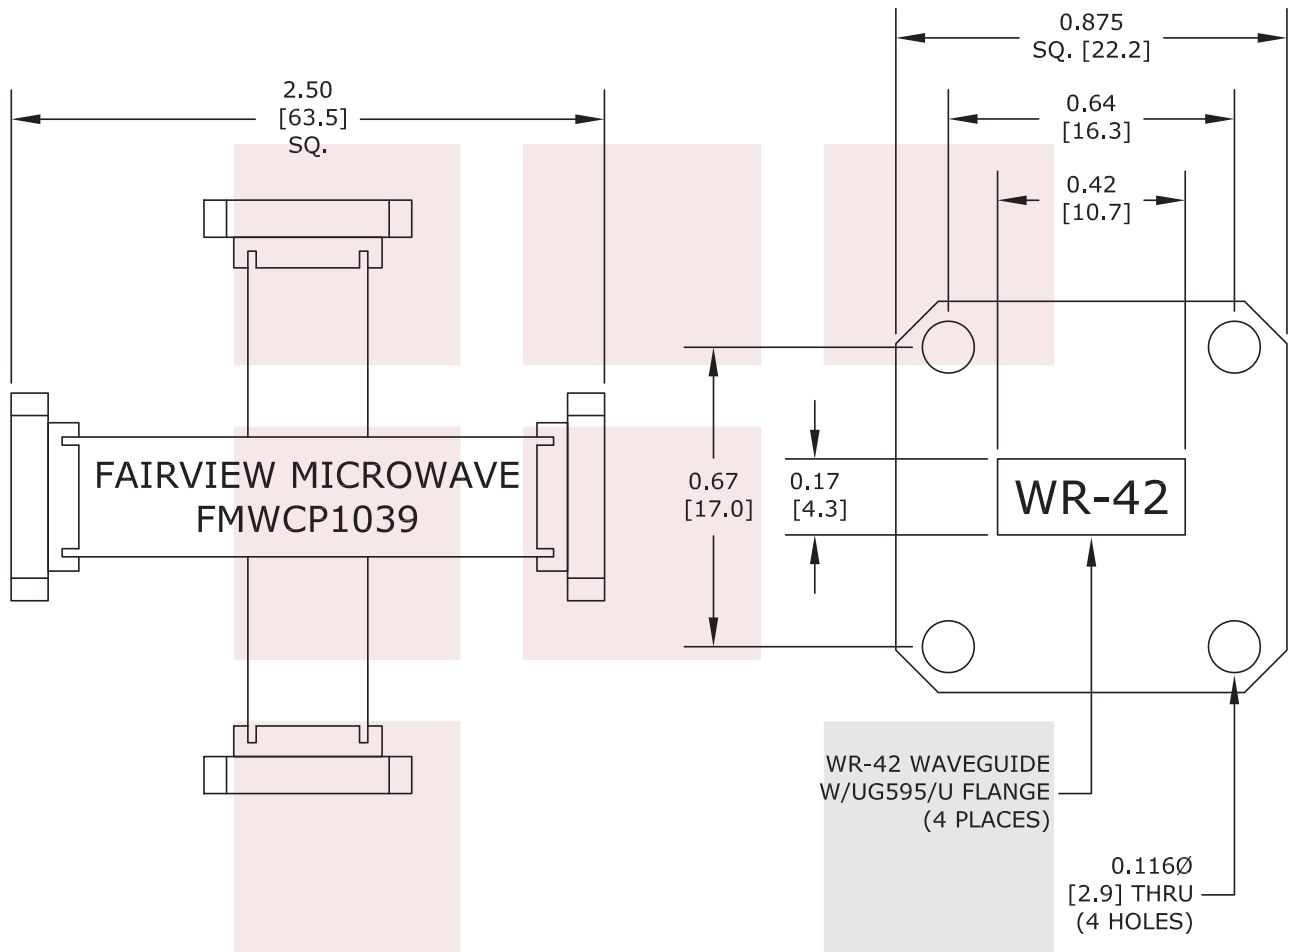 2.50
[63.5]
SQ.
FAIRVIEW MICROWAVE
FMWCP1039
0.875
SQ. [22.2]
0.64
[16.3]
0.42
[10.7]
0.67
[17.0]
0.17
[4.3]
WR-42
WR-42 WAVEGUIDE
W/UG595/U FLANGE
(4 PLACES)
0.116Ø
[2.9] THRU
(4 HOLES)